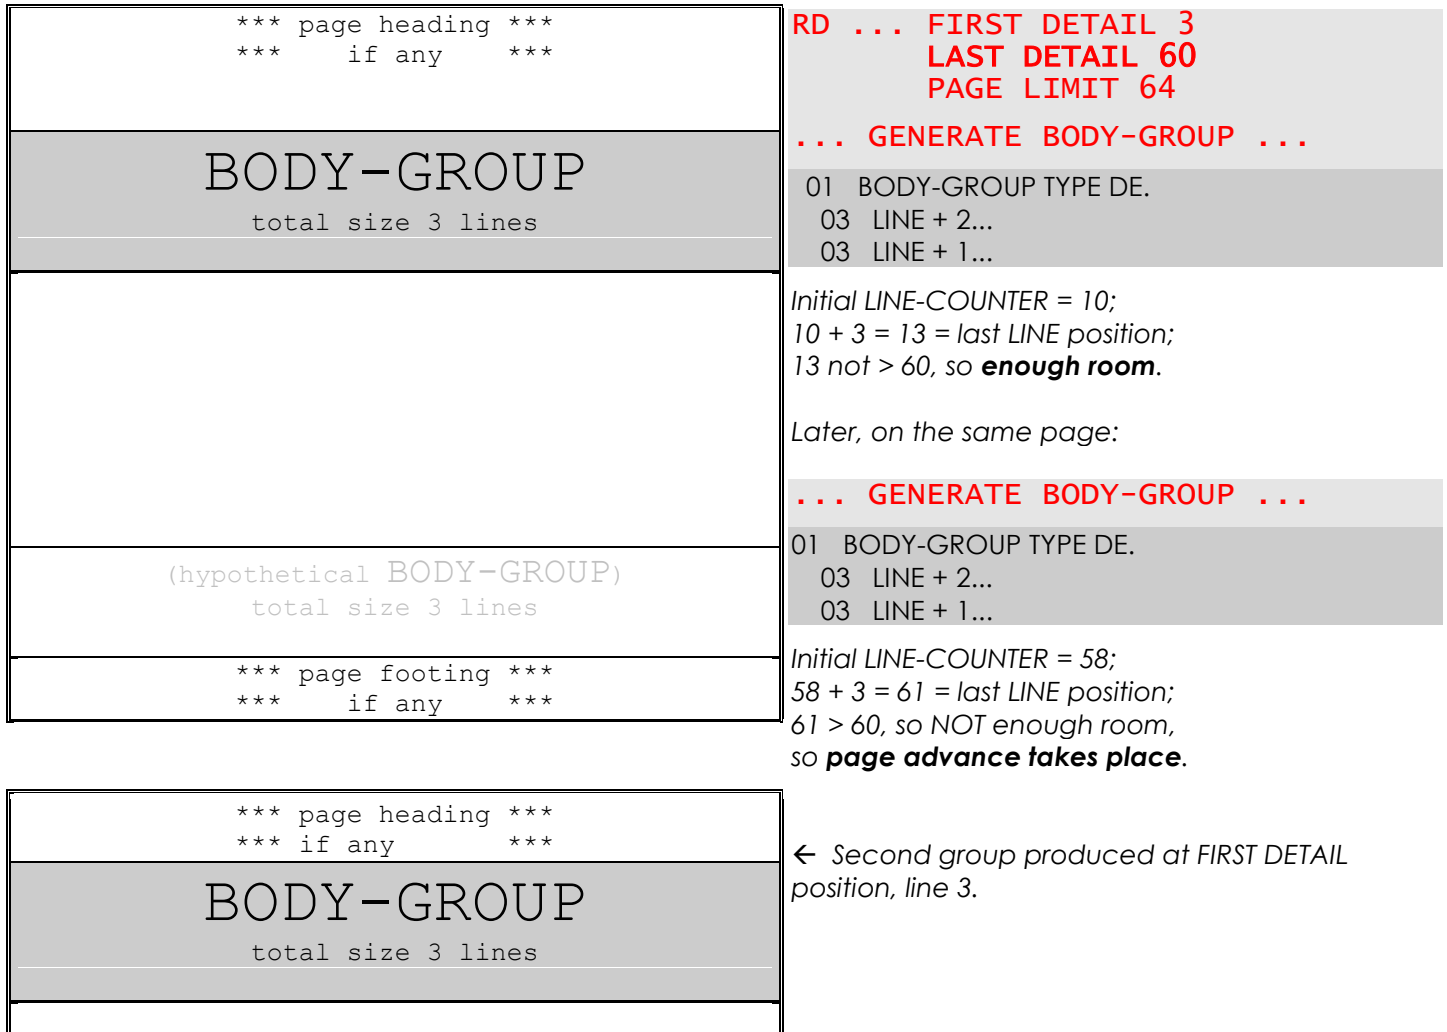 *** page heading ***
*** if any ***
BODY-GROUP
total size 3 lines
(hypothetical BODY-GROUP)
total size 3 lines
*** page footing ***
*** if any ***
*** page heading ***
*** if any ***
BODY-GROUP
total size 3 lines
RD ... FIRST DETAIL 3
LAST DETAIL 60
PAGE LIMIT 64
... GENERATE BODY-GROUP ...
01 BODY-GROUP TYPE DE.
03 LINE + 2...
03 LINE + 1...
Initial LINE-COUNTER = 10;
10 + 3 = 13 = last LINE position;
13 not > 60, so enough room.
Later, on the same page:
... GENERATE BODY-GROUP ...
01 BODY-GROUP TYPE DE.
03 LINE + 2...
03 LINE + 1...
Initial LINE-COUNTER = 58;
58 + 3 = 61 = last LINE position;
61 > 60, so NOT enough room,
so page advance takes place.
← Second group produced at FIRST DETAIL
position, line 3.